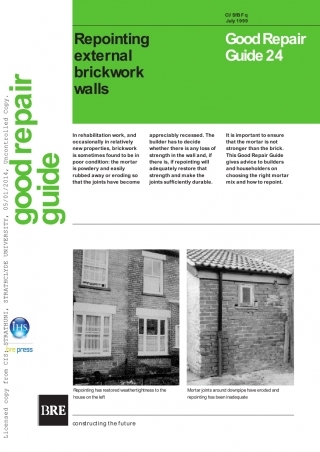 CI SfB F q
July 1999
Repointing
external
brickwork
walls
Good Repair
Guide 24
good repair
guide
In rehabilitation work, and
occasionally in relatively
new properties, brickwork
is sometimes found to be in
poor condition: the mortar
is powdery and easily
rubbed away or eroding so
that the joints have become
appreciably recessed. The
builder has to decide
whether there is any loss of
strength in the wall and, if
there is, if repointing will
adequately restore that
strength and make the
joints sufficiently durable.
It is important to ensure
that the mortar is not
stronger than the brick.
This Good Repair Guide
gives advice to builders
and householders on
choosing the right mortar
mix and how to repoint.
Repointing has restored weathertightness to the
house on the left
Mortar joints around downpipe have eroded and
repointing has been inadequate
IHS
press
BRE
constructing the future
Licensed copy from CIS: STRATHUNI, STRATHCLYDE UNIVERSITY, 05/01/2014, Uncontrolled Copy.